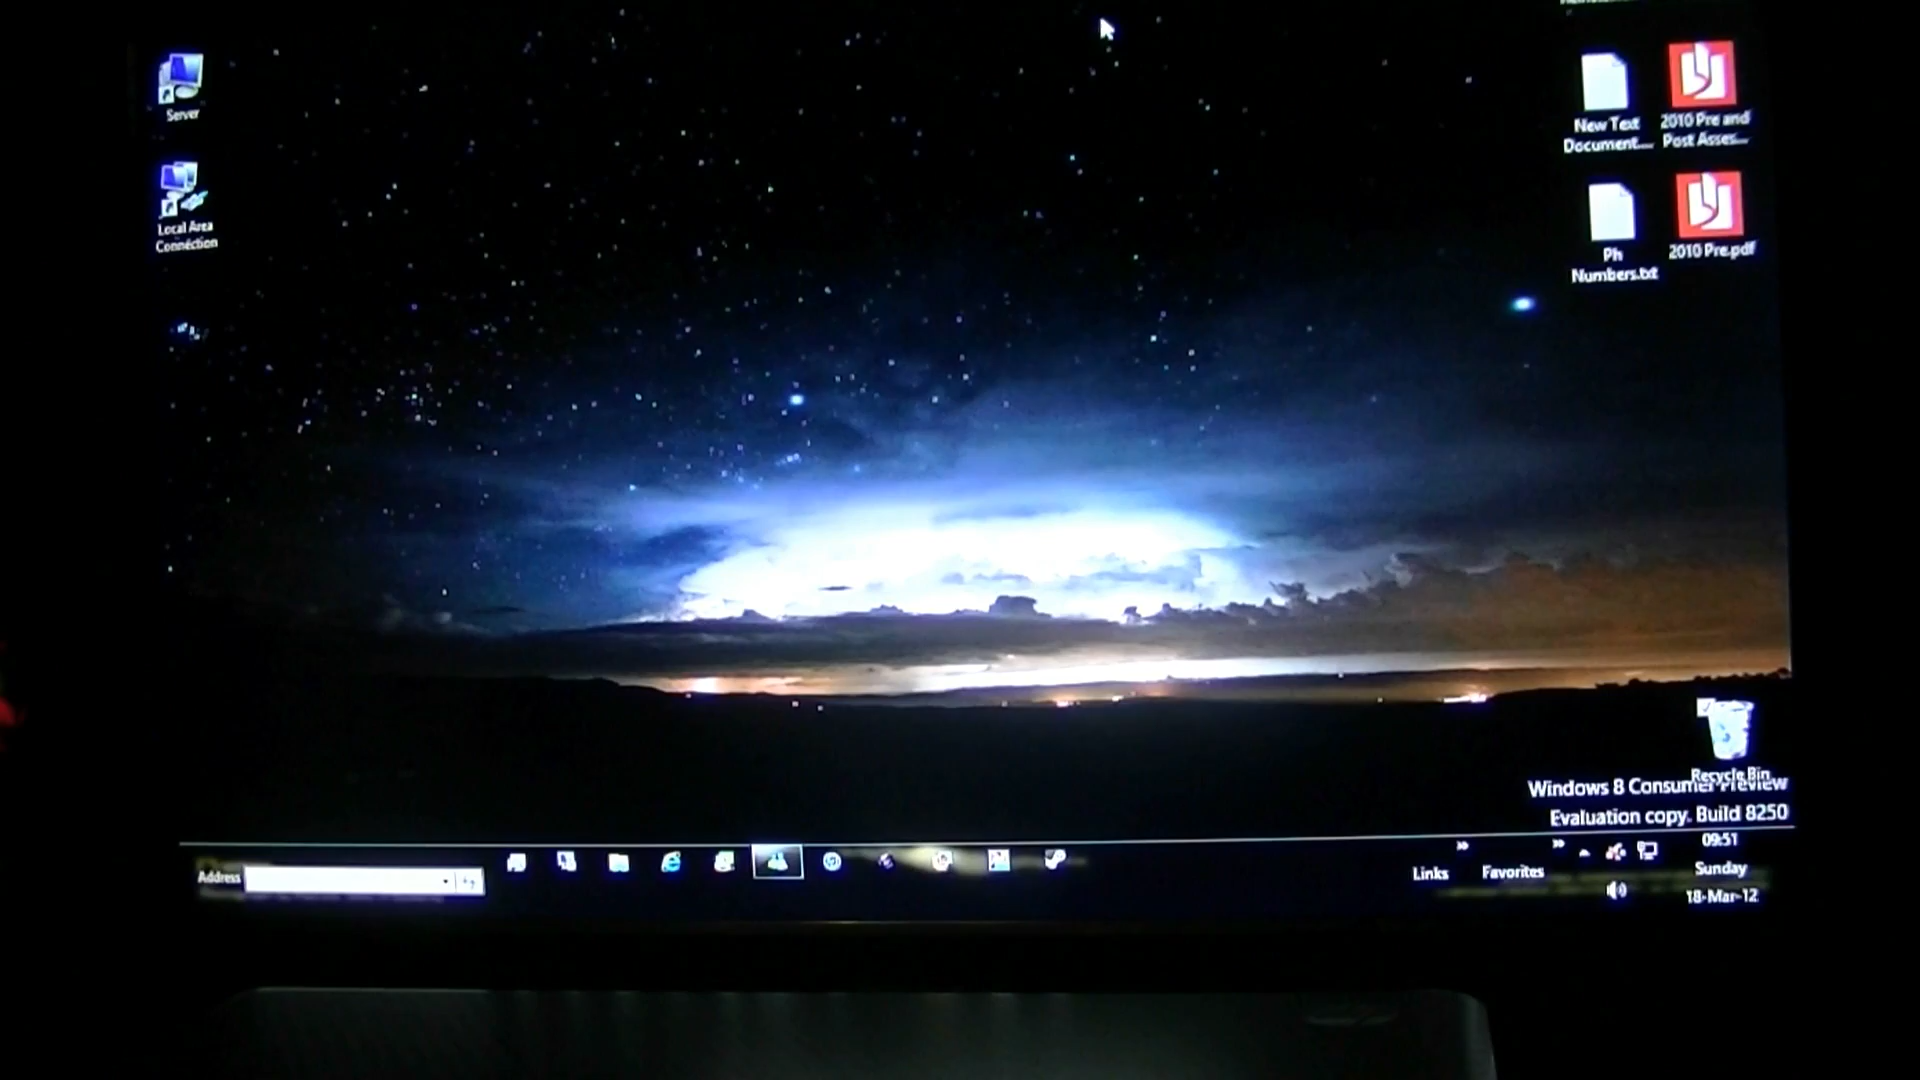 Server
Local Area
Connection
New Text
Document...
2010 Pre and
Post Asses...
Ph
Numbers.txt
2010 Pre.pdf
Recycle Bin
Windows 8 Consumer Preview
Evaluation copy. Build 8250
Address
Links
Favorites
09:51
Sunday
18-Mar-12